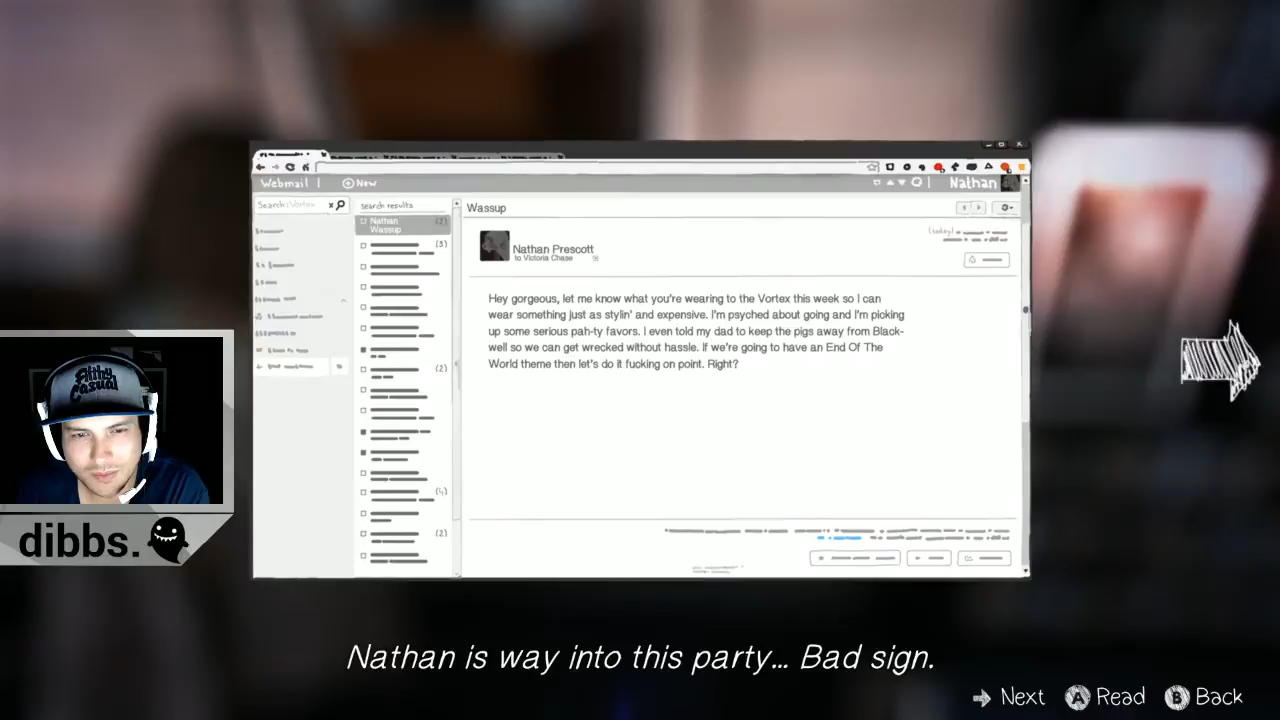 Webmail | New
Nathan
Search: Vortex x
search results
Nathan (2)
Wassup
(3)
(2)
(4)
(2)
Wassup
(today)
Nathan Prescott
to Victoria Chase
Hey gorgeous, let me know what you're wearing to the Vortex this week so I can
wear something just as stylin' and expensive. I'm psyched about going and I'm picking
up some serious pah-ty favors. I even told my dad to keep the pigs away from Black-
well so we can get wrecked without hassle. If we're going to have an End Of The
World theme then let's do it fucking on point. Right?
Filthy
Casual
dibbs.
Nathan is way into this party... Bad sign.
Next A Read B Back